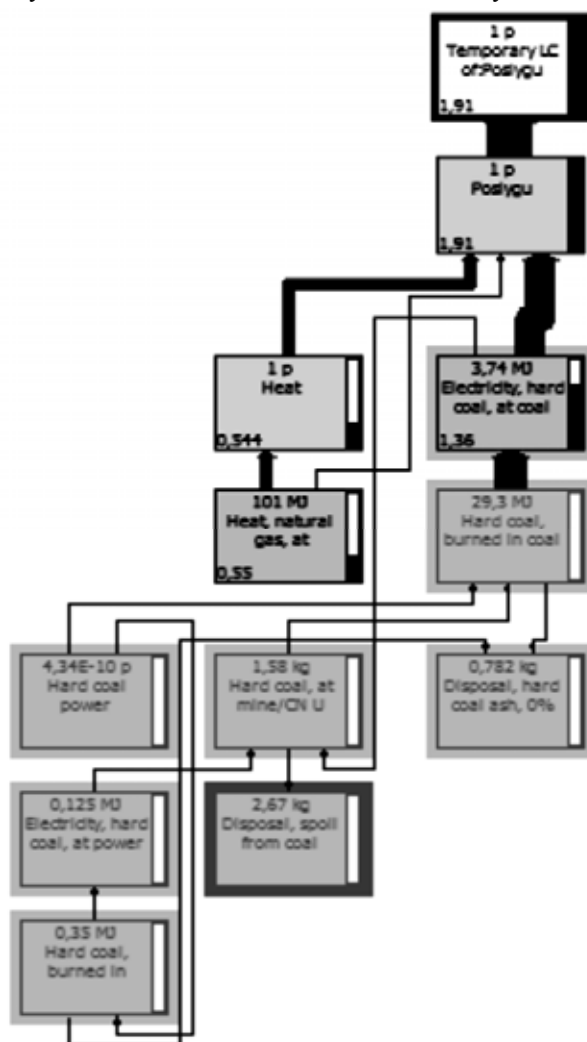 1 p
Temporary LC
of:Poslygu
1,91
1 p
Poslygu
1,91
1 p
Heat
0,544
3,74 MJ
Electricity, hard
coal, at coal
1,36
101 MJ
Heat, natural
gas, at
0,55
29,3 MJ
Hard coal,
burned in coal
4,34E-10 p
Hard coal
power
1,58 kg
Hard coal, at
mine/CN U
0,782 kg
Disposal, hard
coal ash, 0%
0,125 MJ
Electricity, hard
coal, at power
2,67 kg
Disposal, spoil
from coal
0,35 MJ
Hard coal,
burned in